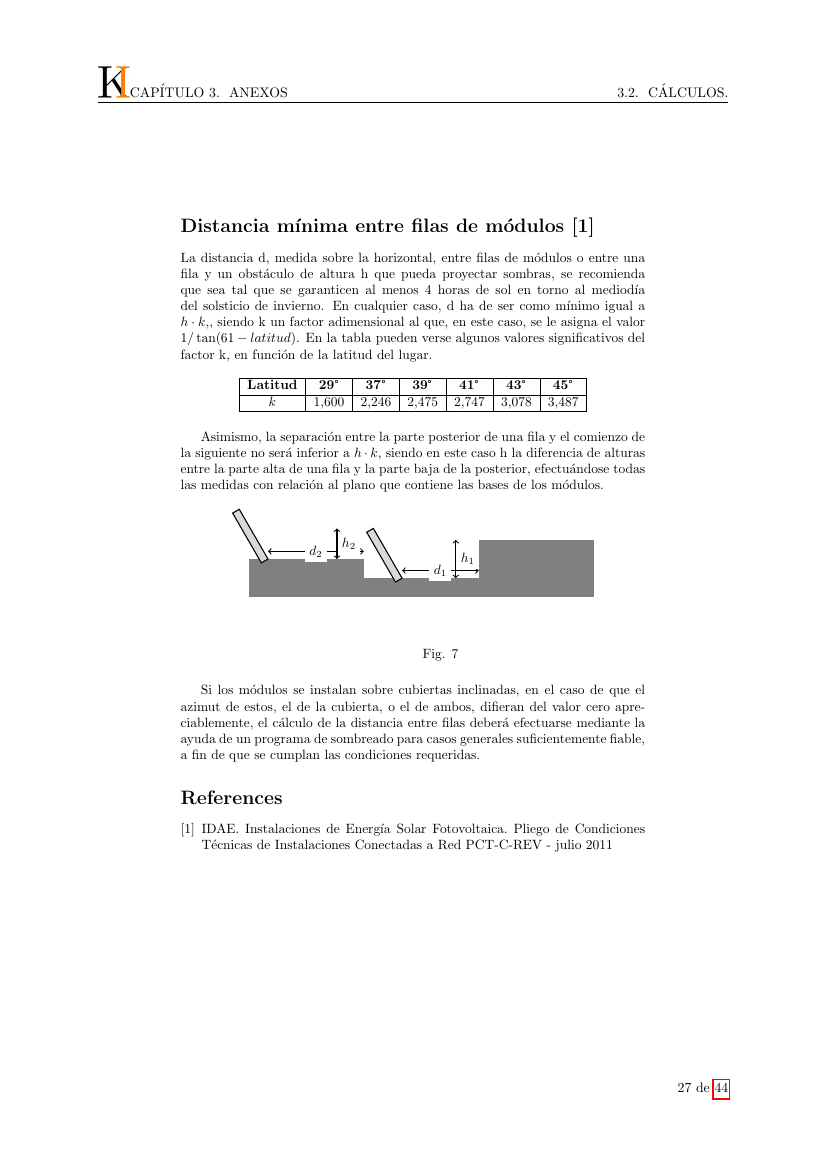 KI CAPÍTULO 3. ANEXOS 3.2. CÁLCULOS.
Distancia mínima entre filas de módulos [1]
La distancia d, medida sobre la horizontal, entre filas de módulos o entre una
fila y un obstáculo de altura h que pueda proyectar sombras, se recomienda
que sea tal que se garanticen al menos 4 horas de sol en torno al mediodía
del solsticio de invierno. En cualquier caso, d ha de ser como mínimo igual a
h · k,, siendo k un factor adimensional al que, en este caso, se le asigna el valor
1/ tan(61 − latitud). En la tabla pueden verse algunos valores significativos del
factor k, en función de la latitud del lugar.
Latitud 29° 37° 39° 41° 43° 45°
k 1,600 2,246 2,475 2,747 3,078 3,487
Asimismo, la separación entre la parte posterior de una fila y el comienzo de
la siguiente no será inferior a h · k, siendo en este caso h la diferencia de alturas
entre la parte alta de una fila y la parte baja de la posterior, efectuándose todas
las medidas con relación al plano que contiene las bases de los módulos.
d₂ h₂ d₁ h₁
Fig. 7
Si los módulos se instalan sobre cubiertas inclinadas, en el caso de que el
azimut de estos, el de la cubierta, o el de ambos, difieran del valor cero apre-
ciablemente, el cálculo de la distancia entre filas deberá efectuarse mediante la
ayuda de un programa de sombreado para casos generales suficientemente fiable,
a fin de que se cumplan las condiciones requeridas.
References
[1] IDAE. Instalaciones de Energía Solar Fotovoltaica. Pliego de Condiciones
Técnicas de Instalaciones Conectadas a Red PCT-C-REV - julio 2011
27 de 44